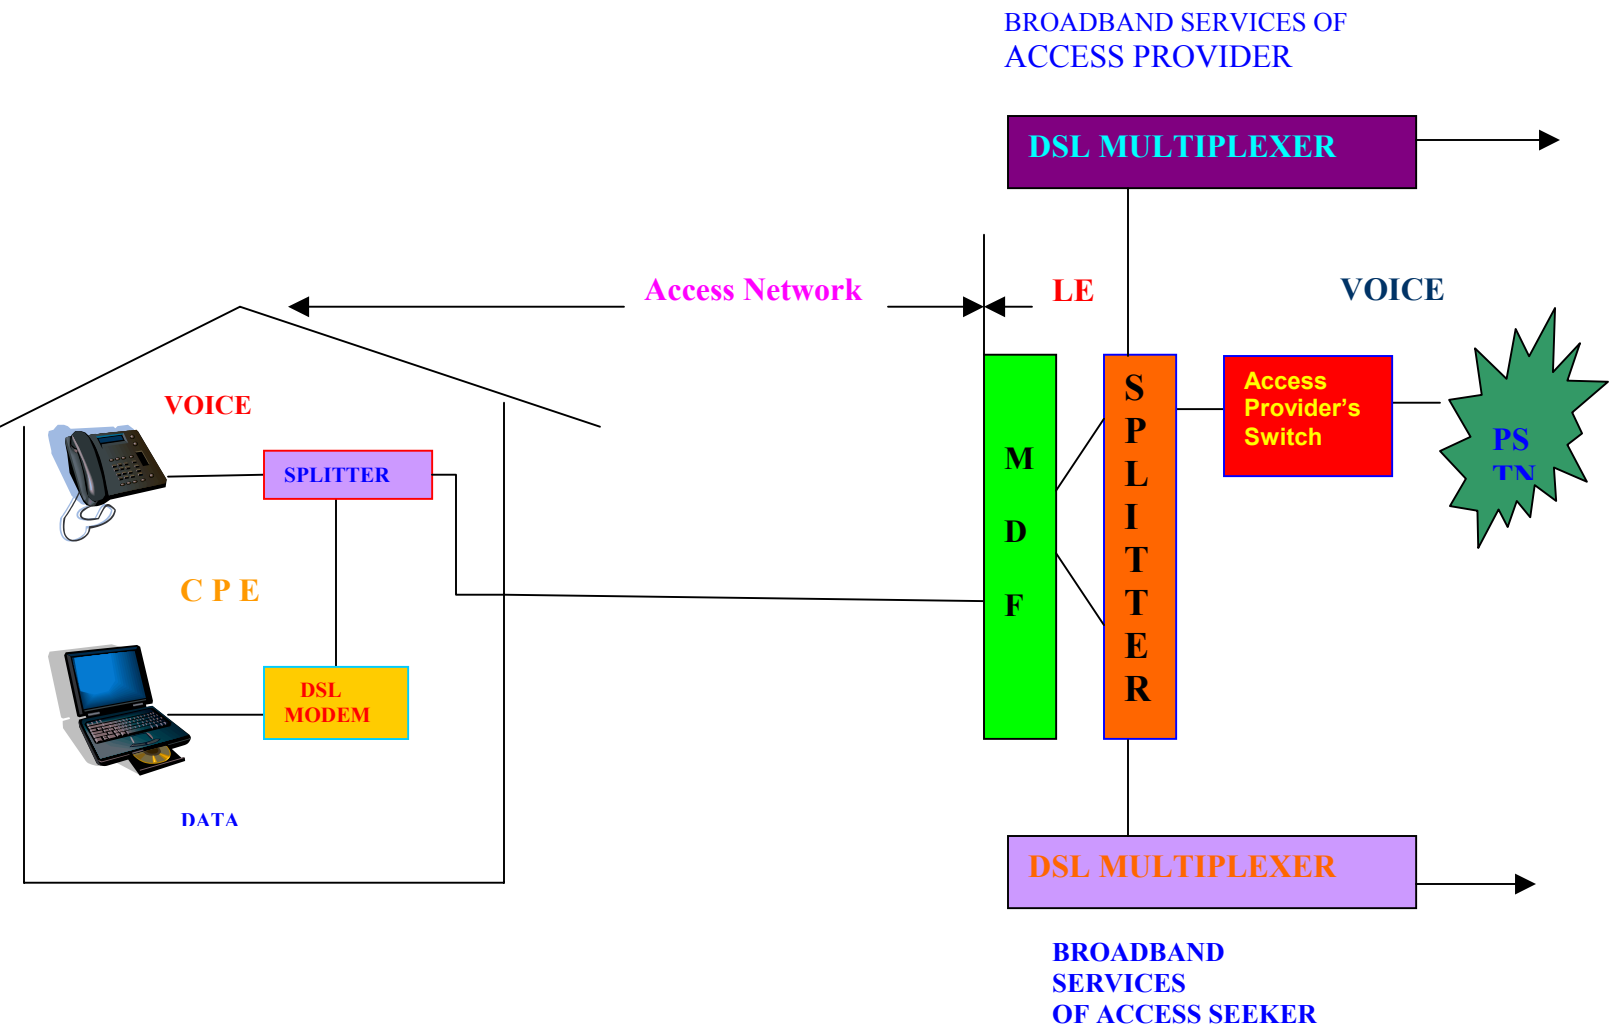 BROADBAND SERVICES OF
ACCESS PROVIDER
DSL MULTIPLEXER
Access Network
LE
VOICE
VOICE
SPLITTER
C P E
DSL
MODEM
DATA
M
D
F
S
P
L
I
T
T
E
R
Access
Provider’s
Switch
PS
TN
DSL MULTIPLEXER
BROADBAND
SERVICES
OF ACCESS SEEKER